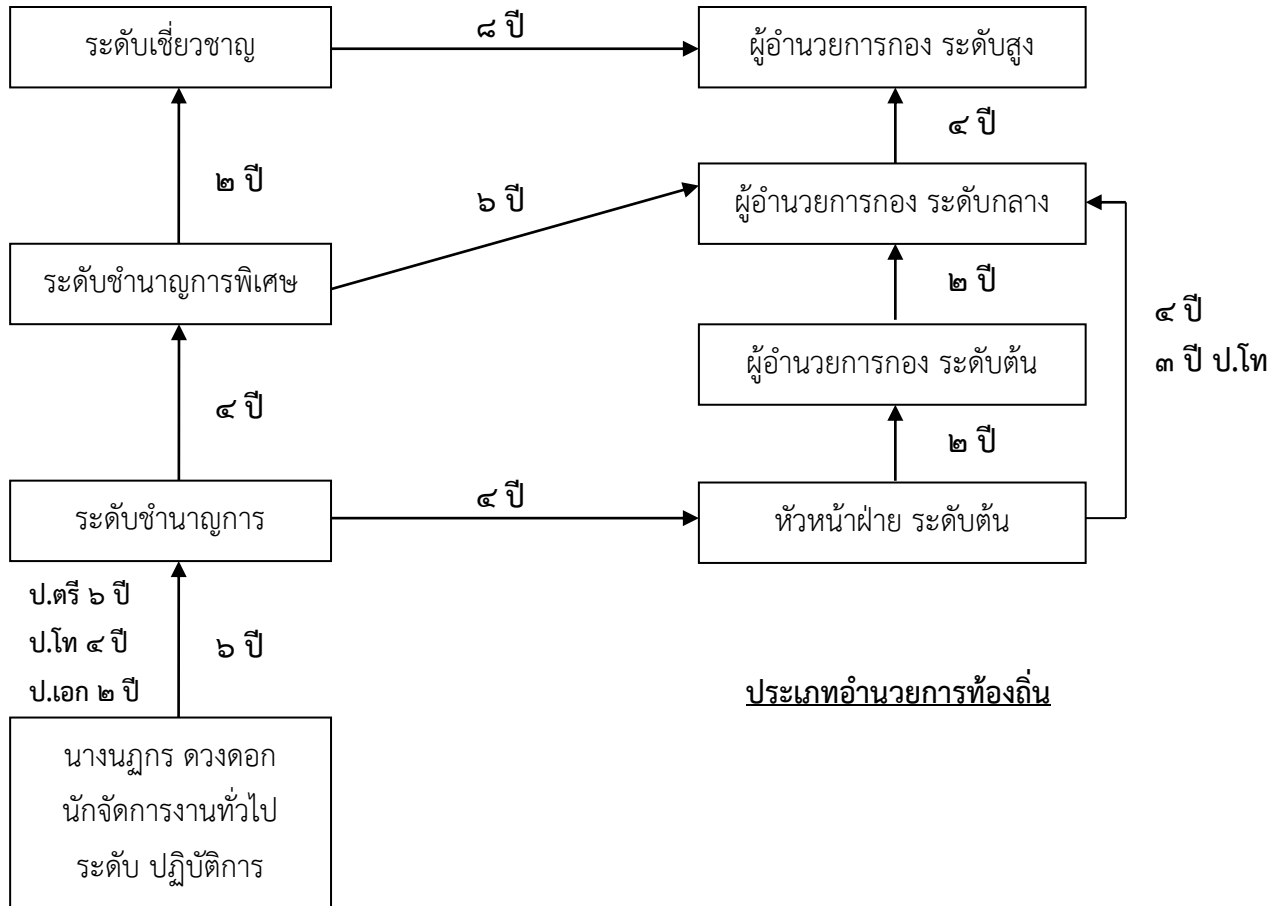 ระดับเชี่ยวชาญ
๘ ปี
ผู้อำนวยการกอง ระดับสูง
๔ ปี
๒ ปี
๖ ปี
ผู้อำนวยการกอง ระดับกลาง
ระดับชำนาญการพิเศษ
๒ ปี
๔ ปี
๓ ปี ป.โท
ผู้อำนวยการกอง ระดับต้น
๔ ปี
๒ ปี
ระดับชำนาญการ
๔ ปี
หัวหน้าฝ่าย ระดับต้น
ป.ตรี ๖ ปี
ป.โท ๔ ปี
ป.เอก ๒ ปี
๖ ปี
ประเภทอำนวยการท้องถิ่น
นางนฏกร ดวงดอก
นักจัดการงานทั่วไป
ระดับ ปฏิบัติการ